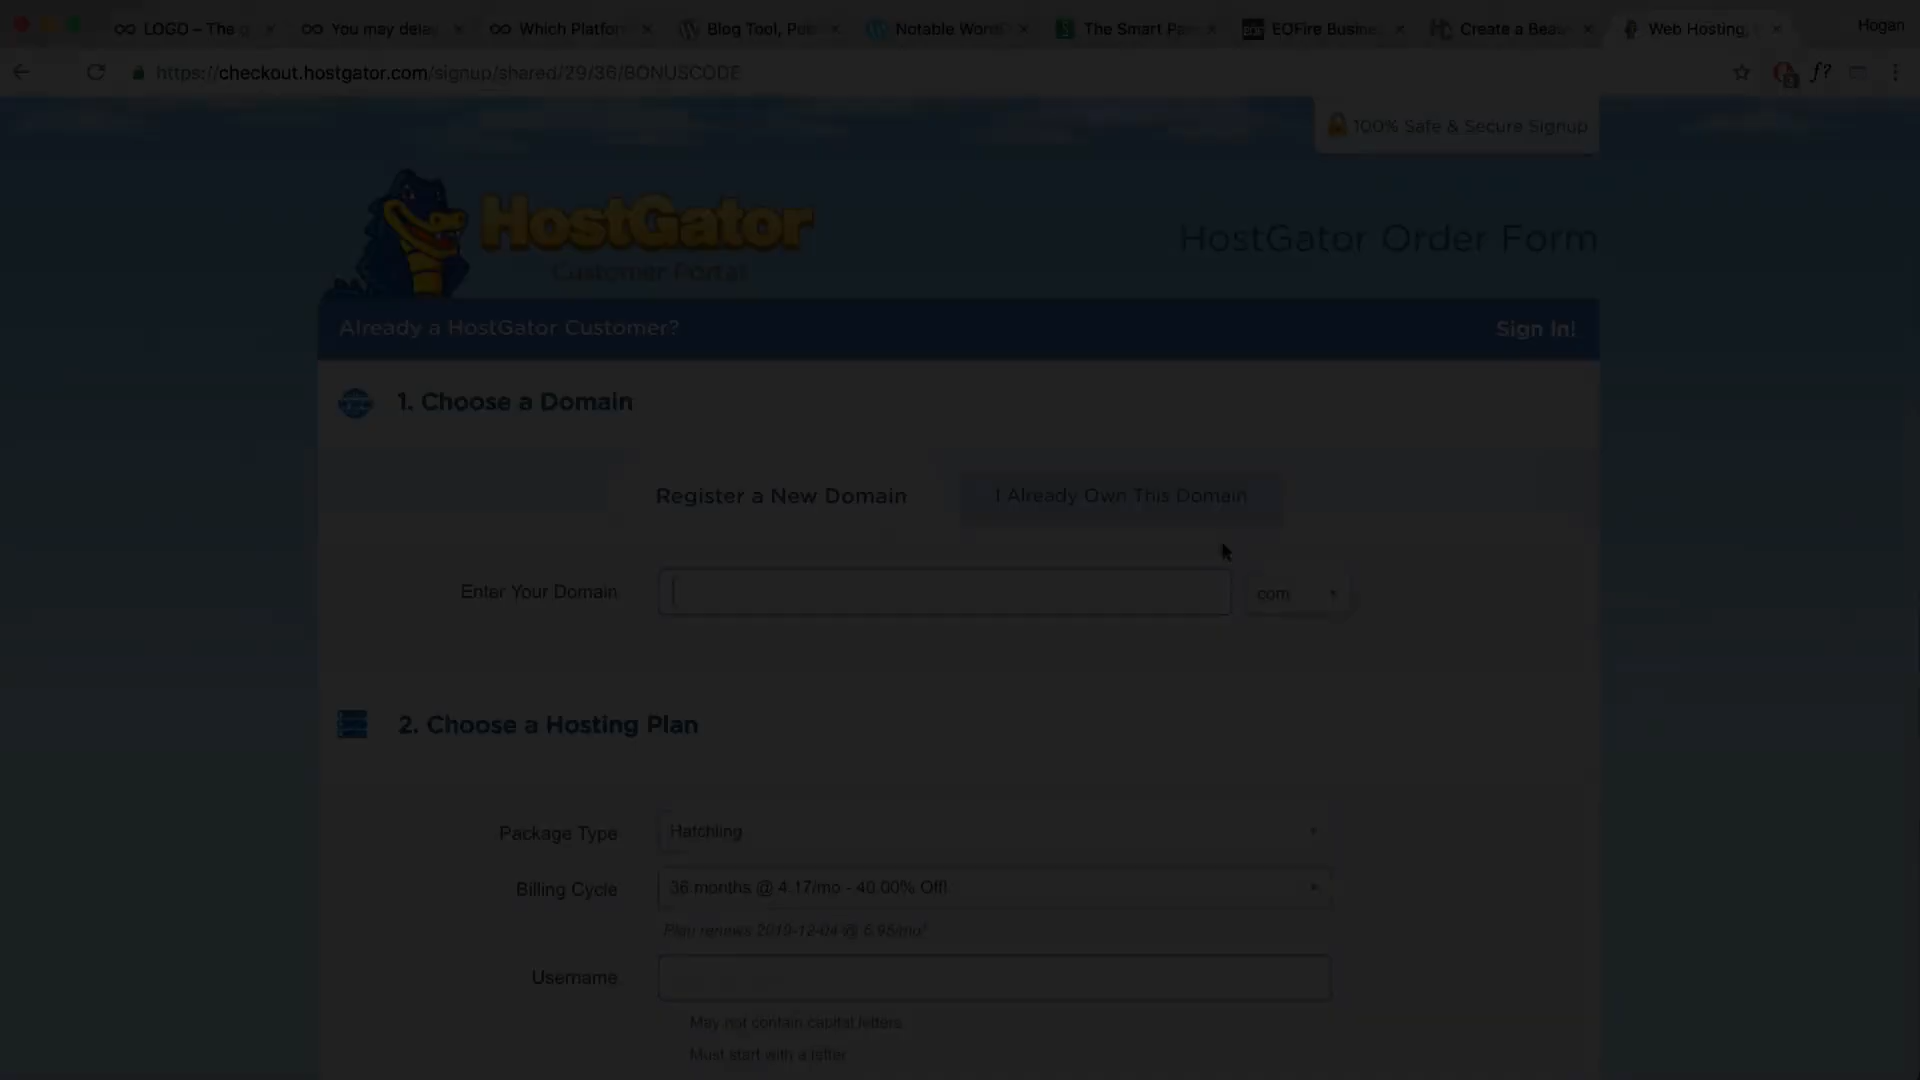 LOGO – The g
You may delay
Which Platfor
Blog Tool, Pub
Notable Word
The Smart Pas
EOFire Busine
Create a Beav
Web Hosting,
Hogan
https://checkout.hostgator.com/signup/shared/29/36/BONUSCODE
f?
100% Safe & Secure Signup
HostGator
Customer Portal
HostGator Order Form
Already a HostGator Customer?
Sign In!
1. Choose a Domain
Register a New Domain
I Already Own This Domain
Enter Your Domain
com
2. Choose a Hosting Plan
Package Type
Hatchling
Billing Cycle
36 months @ 4.17/mo - 40.00% Off!
Plan renews 2019-12-04 @ 6.95/mo*
Username
May not contain capital letters
Must start with a letter